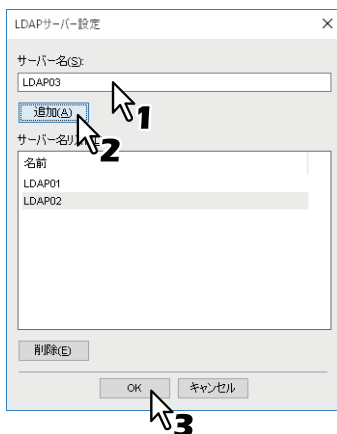 LDAPサーバー設定
サーバー名(S):
LDAP03
1
追加(A)
2
サーバー名リ
名前
LDAP01
LDAP02
削除(E)
OK
キャンセル
3